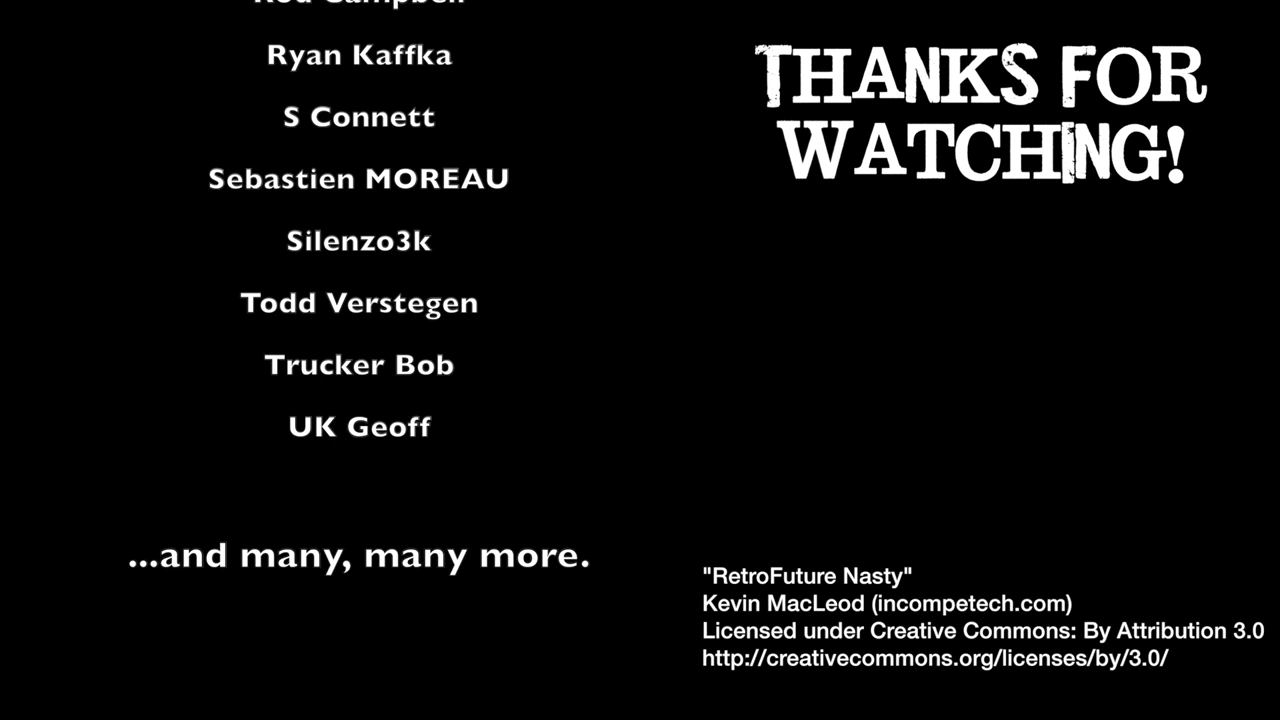 Rod Campbell
Ryan Kaffka
S Connett
Sebastien MOREAU
Silenzo3k
Todd Verstegen
Trucker Bob
UK Geoff
...and many, many more.
THANKS FOR
WATCHING!
"RetroFuture Nasty"
Kevin MacLeod (incompetech.com)
Licensed under Creative Commons: By Attribution 3.0
http://creativecommons.org/licenses/by/3.0/